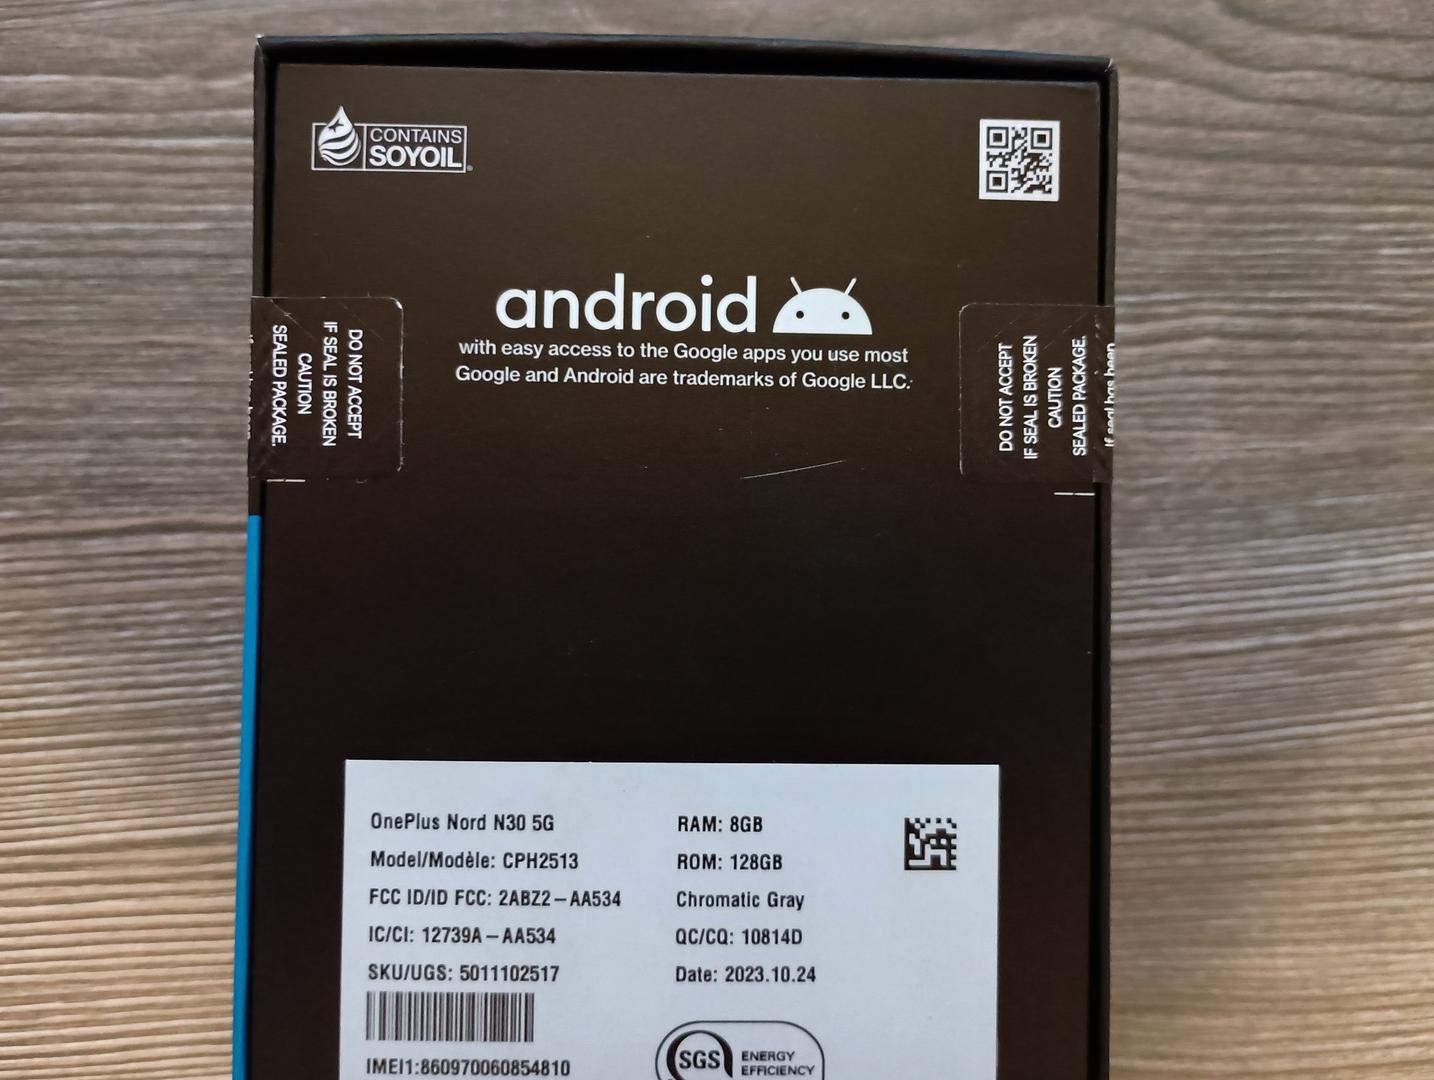 CONTAINS
SOYOIL
android
with easy access to the Google apps you use most
Google and Android are trademarks of Google LLC.
DO NOT ACCEPT
IF SEAL IS BROKEN
CAUTION
SEALED PACKAGE.
DO NOT ACCEPT
IF SEAL IS BROKEN
CAUTION
SEALED PACKAGE.
If seal has been
OnePlus Nord N30 5G
Model/Modèle: CPH2513
FCC ID/ID FCC: 2ABZ2–AA534
IC/CI: 12739A–AA534
SKU/UGS: 5011102517
IMEI1:860970060854810
RAM: 8GB
ROM: 128GB
Chromatic Gray
QC/CQ: 10814D
Date: 2023.10.24
SGS
ENERGY
EFFICIENCY